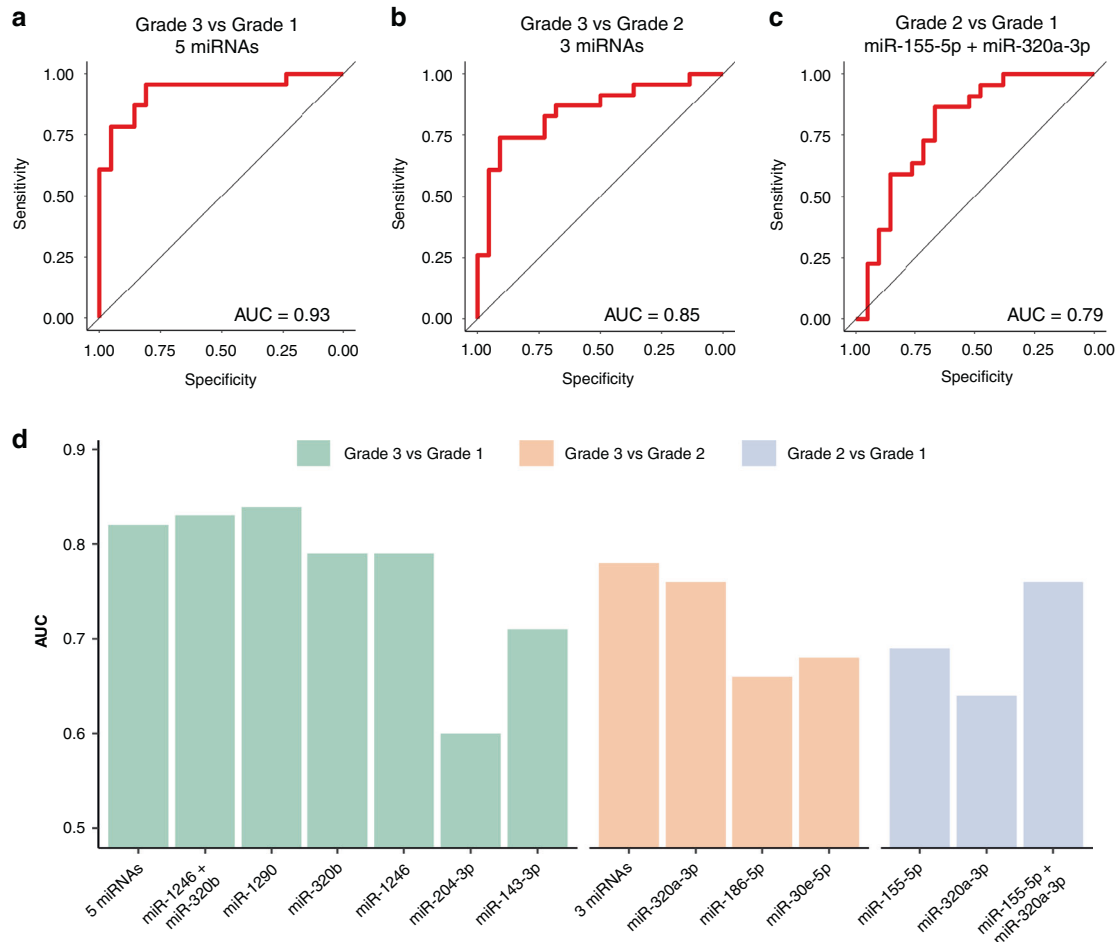 a
Grade 3 vs Grade 1
5 miRNAs
1.00
0.75
0.50
0.25
0.00
Sensitivity
AUC = 0.93
1.00 0.75 0.50 0.25 0.00
Specificity
b
Grade 3 vs Grade 2
3 miRNAs
1.00
0.75
0.50
0.25
0.00
Sensitivity
AUC = 0.85
1.00 0.75 0.50 0.25 0.00
Specificity
c
Grade 2 vs Grade 1
miR-155-5p + miR-320a-3p
1.00
0.75
0.50
0.25
0.00
Sensitivity
AUC = 0.79
1.00 0.75 0.50 0.25 0.00
Specificity
d
Grade 3 vs Grade 1 Grade 3 vs Grade 2 Grade 2 vs Grade 1
0.9
0.8
0.7
0.6
0.5
AUC
5 miRNAs
miR-1246 +
miR-320b
miR-1290
miR-320b
miR-1246
miR-204-3p
miR-143-3p
3 miRNAs
miR-320a-3p
miR-186-5p
miR-30e-5p
miR-155-5p
miR-320a-3p
miR-155-5p +
miR-320a-3p